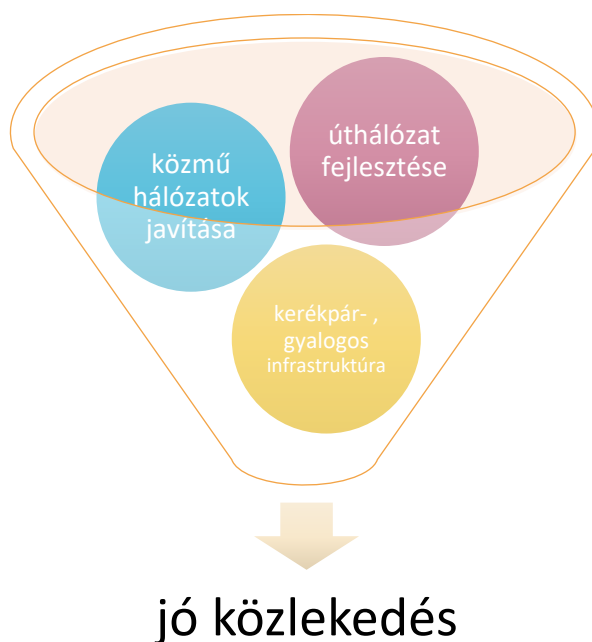 közmű
hálózatok
javítása
úthálózat
fejlesztése
kerékpár- ,
gyalogos
infrastruktúra
jó közlekedés